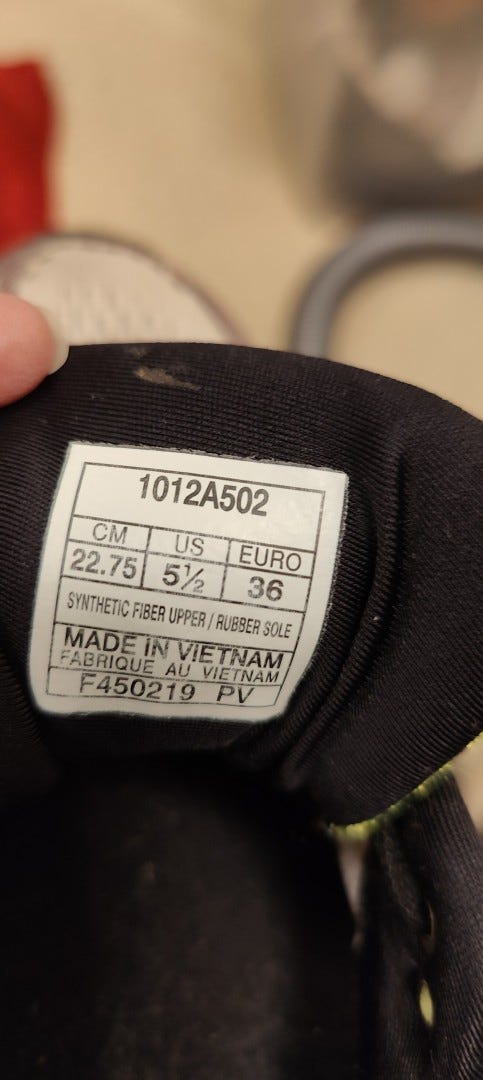 1012A502
CM US EURO
22.75 5½ 36
SYNTHETIC FIBER UPPER / RUBBER SOLE
MADE IN VIETNAM
FABRIQUE AU VIETNAM
F450219 PV